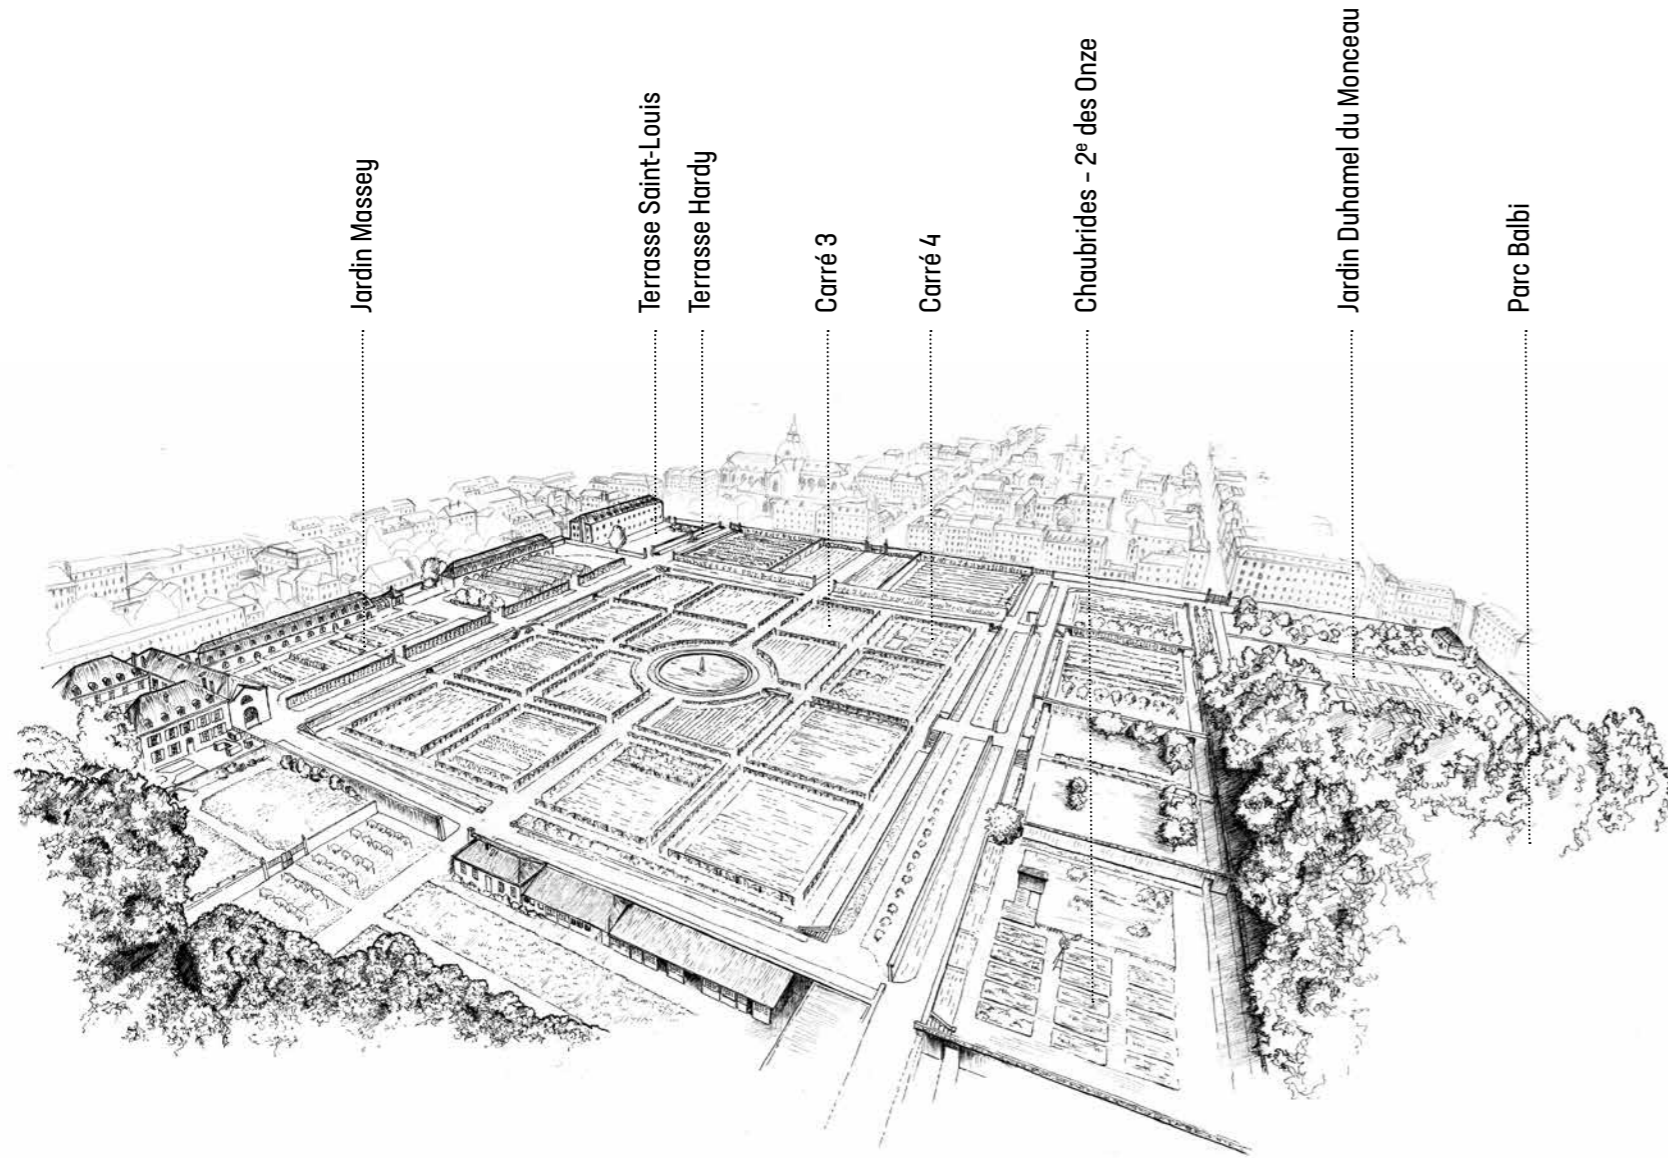 Jardin Massey
Terrasse Saint-Louis
Terrasse Hardy
Carré 3
Carré 4
Chaubrides – 2e des Onze
Jardin Duhamel du Monceau
Parc Balbi